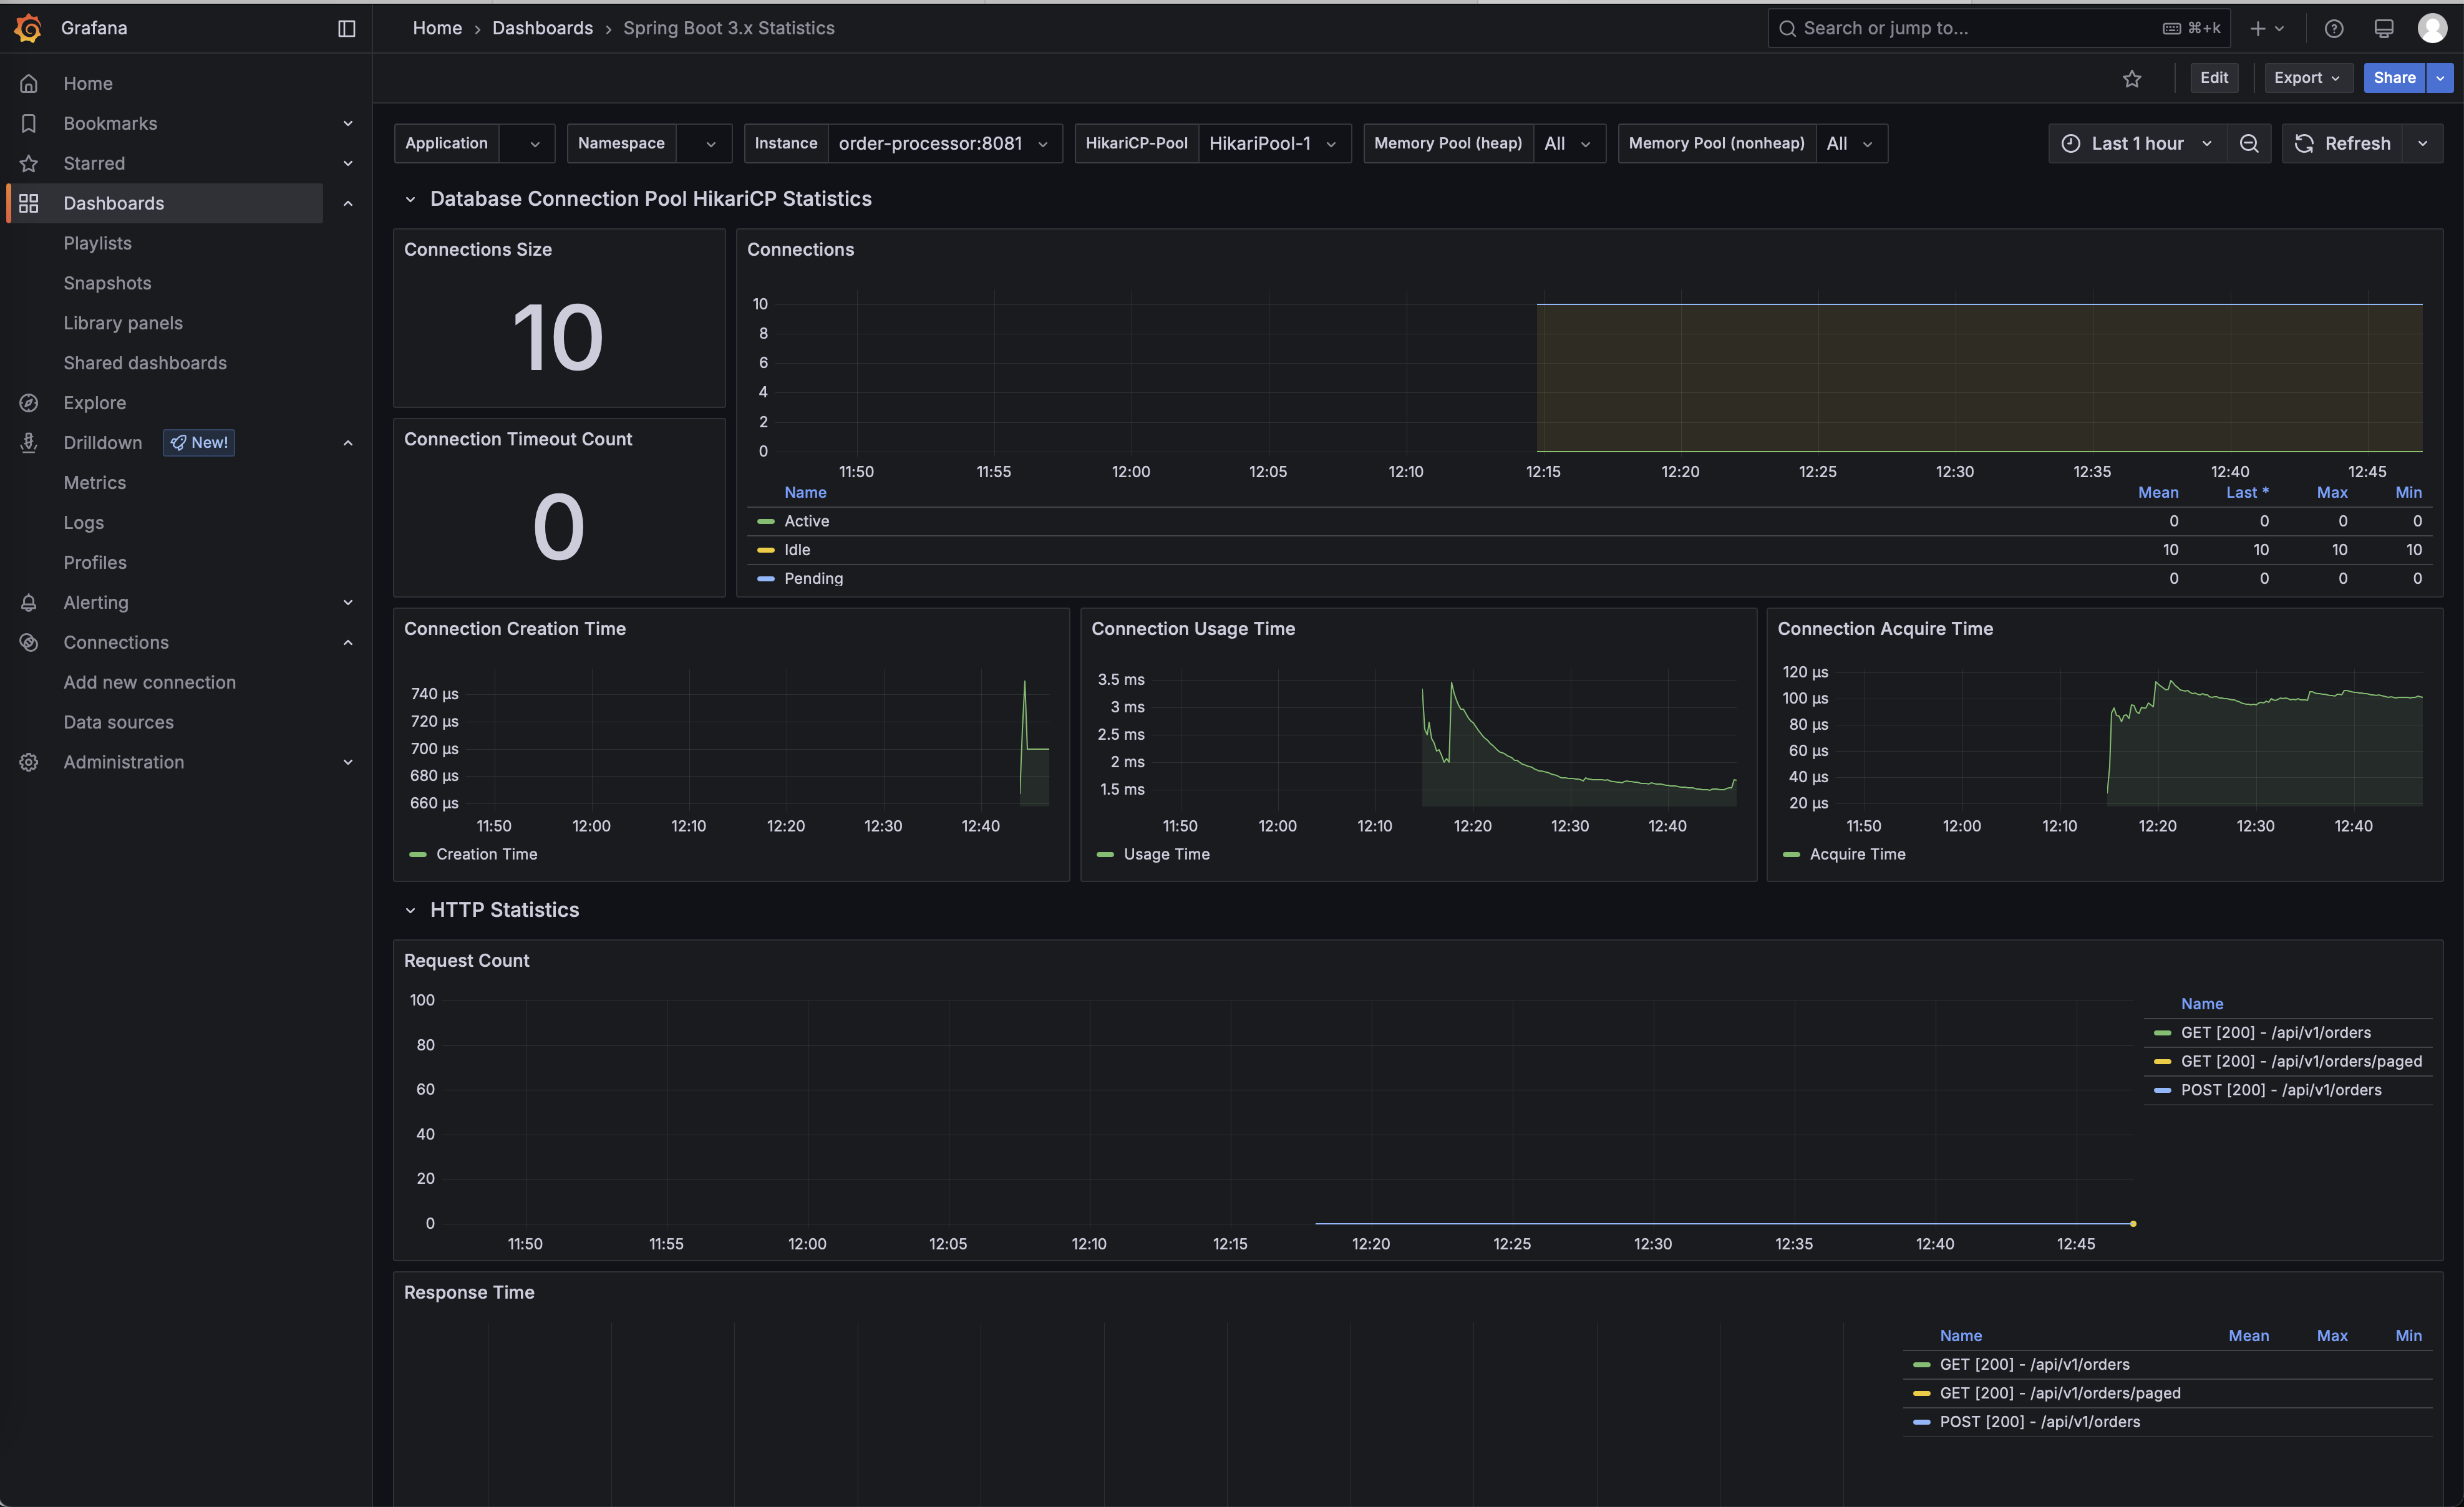 Grafana
Home › Dashboards › Spring Boot 3.x Statistics
Search or jump to... ⌘+k
Home
Bookmarks
Starred
Dashboards
Playlists
Snapshots
Library panels
Shared dashboards
Explore
Drilldown New!
Metrics
Logs
Profiles
Alerting
Connections
Add new connection
Data sources
Administration
Edit Export Share
Application Namespace Instance order-processor:8081 HikariCP-Pool HikariPool-1 Memory Pool (heap) All Memory Pool (nonheap) All Last 1 hour Refresh
Database Connection Pool HikariCP Statistics
Connections Size
10
Connection Timeout Count
0
Connections
10
8
6
4
2
0
11:50 11:55 12:00 12:05 12:10 12:15 12:20 12:25 12:30 12:35 12:40 12:45
Name Mean Last * Max Min
Active 0 0 0 0
Idle 10 10 10 10
Pending 0 0 0 0
Connection Creation Time
740 µs
720 µs
700 µs
680 µs
660 µs
11:50 12:00 12:10 12:20 12:30 12:40
Creation Time
Connection Usage Time
3.5 ms
3 ms
2.5 ms
2 ms
1.5 ms
11:50 12:00 12:10 12:20 12:30 12:40
Usage Time
Connection Acquire Time
120 µs
100 µs
80 µs
60 µs
40 µs
20 µs
11:50 12:00 12:10 12:20 12:30 12:40
Acquire Time
HTTP Statistics
Request Count
100
80
60
40
20
0
11:50 11:55 12:00 12:05 12:10 12:15 12:20 12:25 12:30 12:35 12:40 12:45
Name
GET [200] - /api/v1/orders
GET [200] - /api/v1/orders/paged
POST [200] - /api/v1/orders
Response Time
Name Mean Max Min
GET [200] - /api/v1/orders
GET [200] - /api/v1/orders/paged
POST [200] - /api/v1/orders